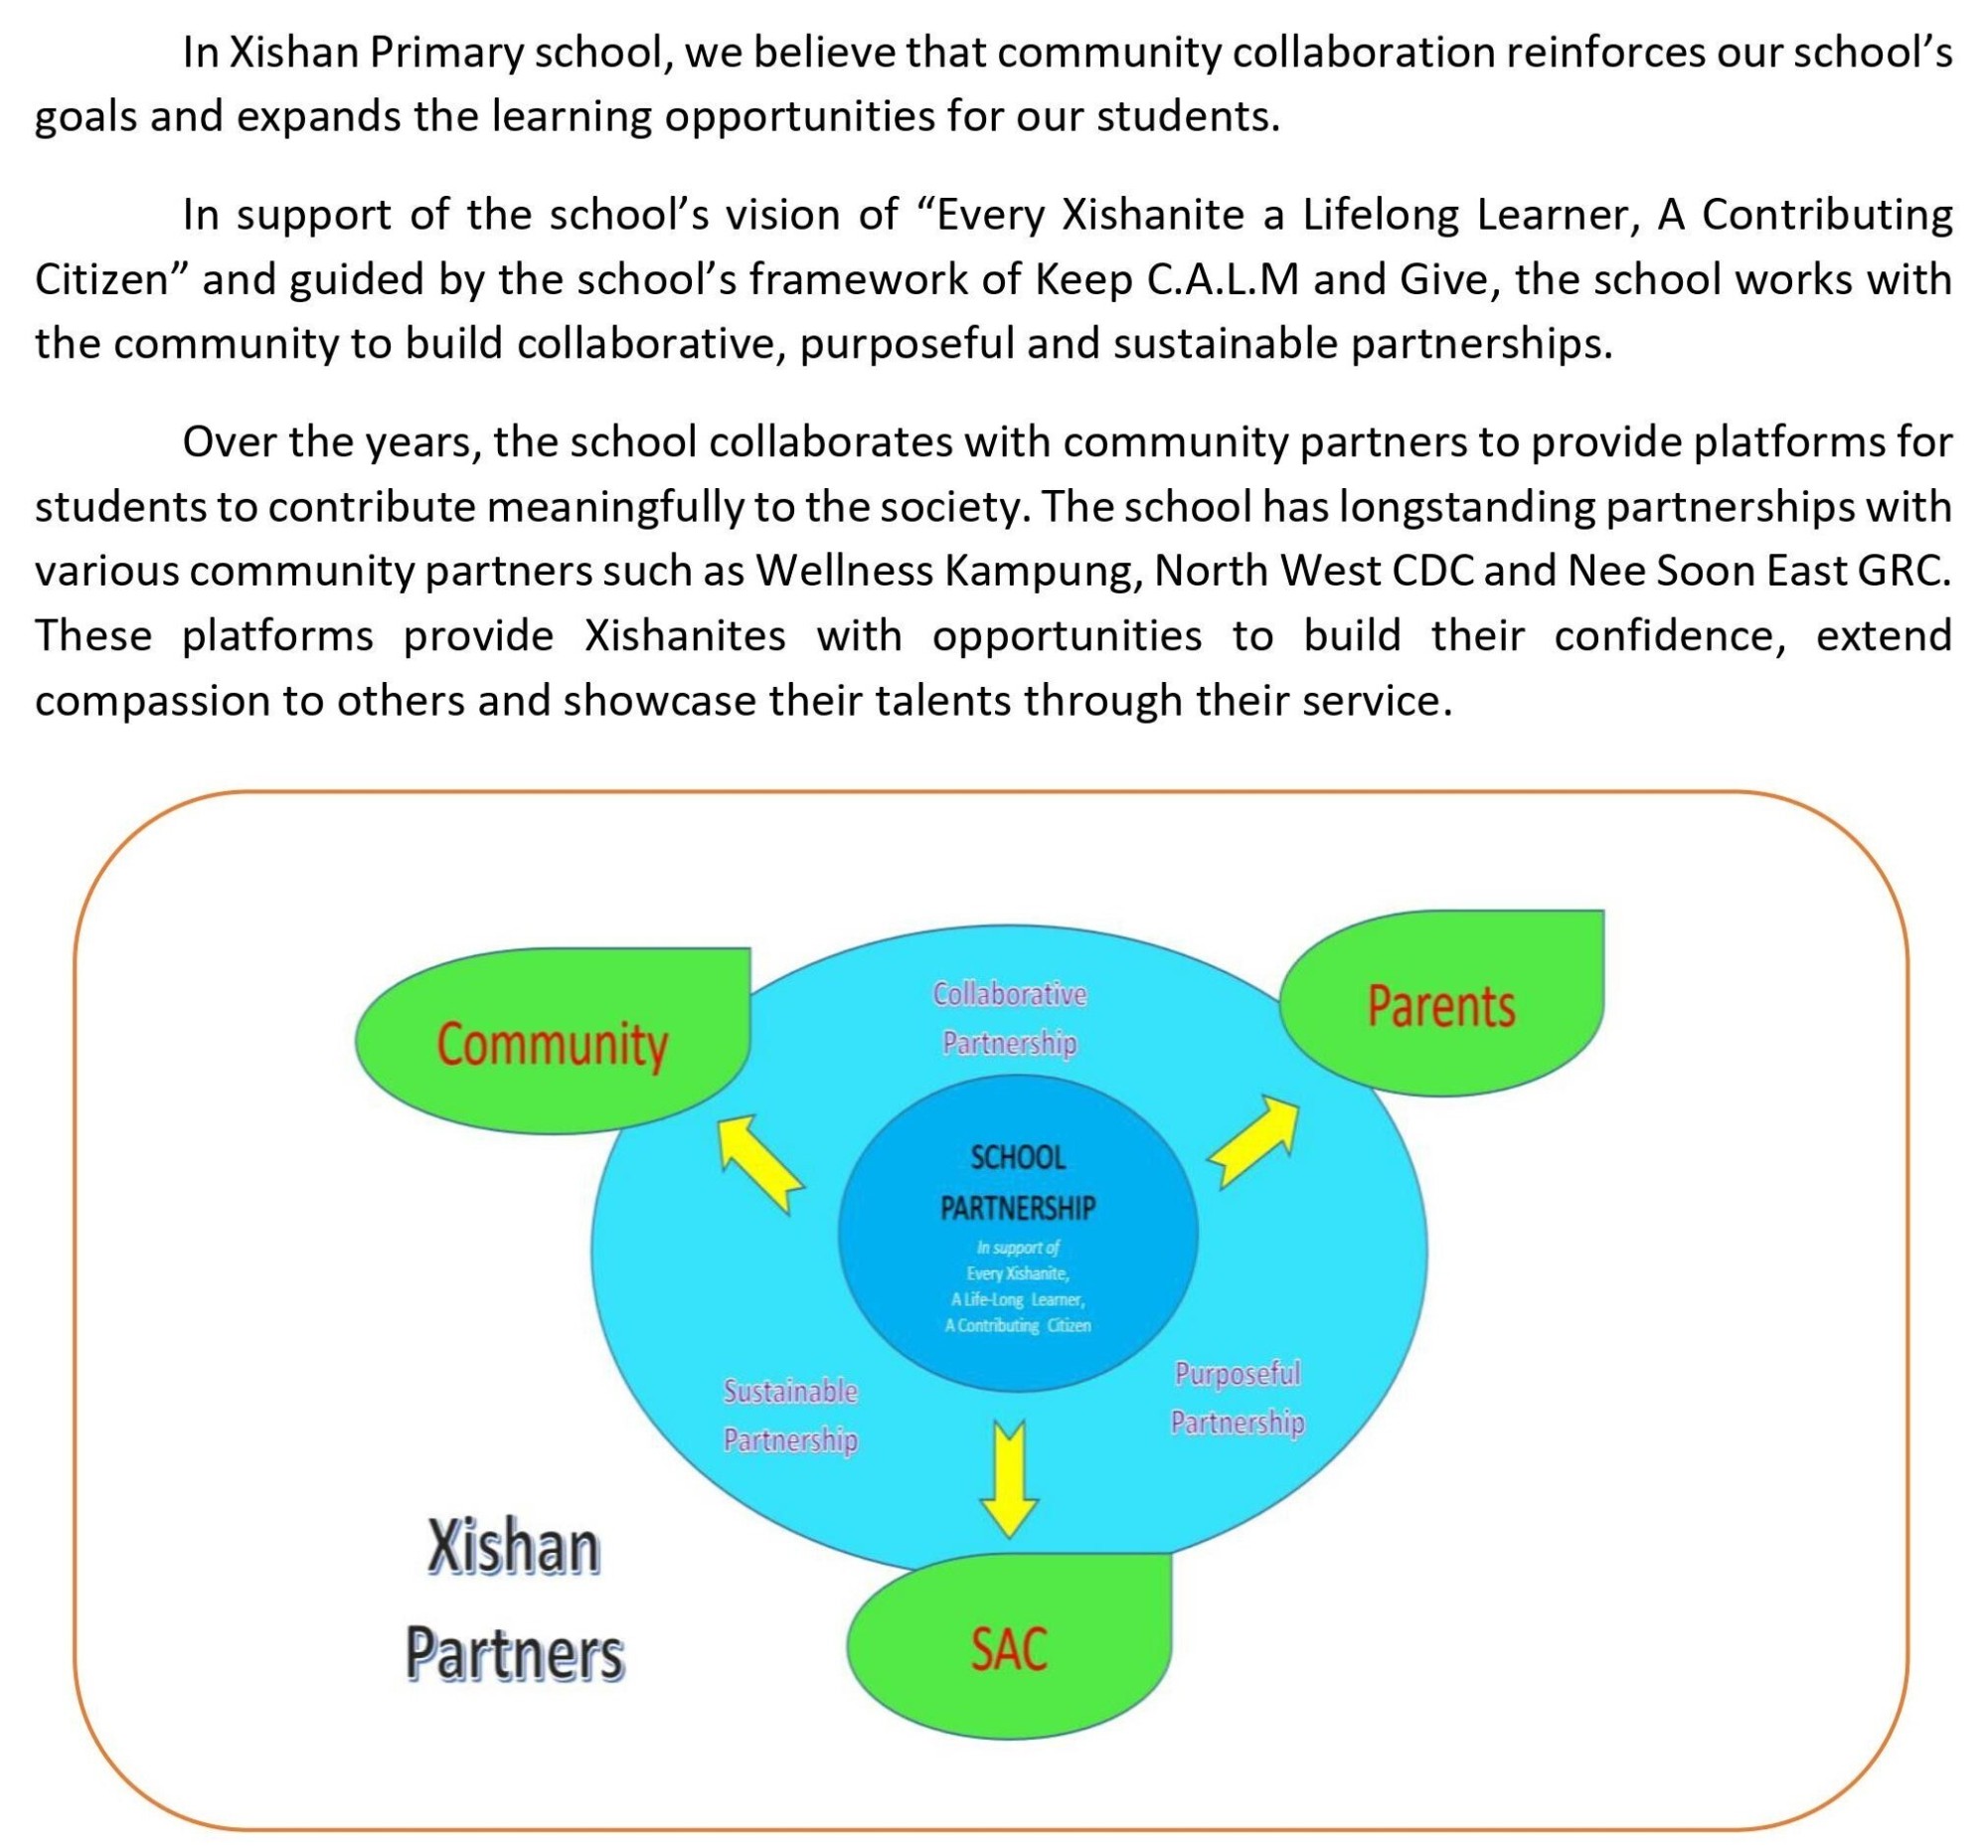 In Xishan Primary school, we believe that community collaboration reinforces our school’s
goals and expands the learning opportunities for our students.
In support of the school’s vision of “Every Xishanite a Lifelong Learner, A Contributing
Citizen” and guided by the school’s framework of Keep C.A.L.M and Give, the school works with
the community to build collaborative, purposeful and sustainable partnerships.
Over the years, the school collaborates with community partners to provide platforms for
students to contribute meaningfully to the society. The school has longstanding partnerships with
various community partners such as Wellness Kampung, North West CDC and Nee Soon East GRC.
These platforms provide Xishanites with opportunities to build their confidence, extend
compassion to others and showcase their talents through their service.
Community
Collaborative
Partnership
Parents
SCHOOL
PARTNERSHIP
In support of
Every Xishanite,
A Life-Long Learner,
A Contributing Citizen
Sustainable
Partnership
Purposeful
Partnership
Xishan
Partners
SAC